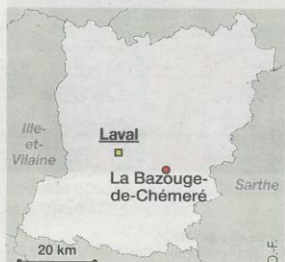 Ille-
et-
Vilaine
Laval
La Bazouge-
de-Chémeré
Sarthe
20 km
O.-F.